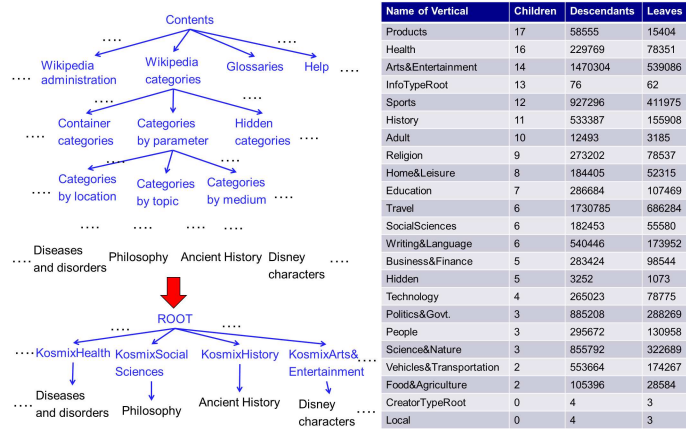 Contents
Wikipedia administration
Wikipedia categories
Glossaries
Help
Container categories
Categories by parameter
Hidden categories
Categories by location
Categories by topic
Categories by medium
Diseases and disorders
Philosophy
Ancient History
Disney characters
ROOT
KosmixHealth
KosmixSocial Sciences
KosmixHistory
KosmixArts& Entertainment
Diseases and disorders
Philosophy
Ancient History
Disney characters
Name of Vertical Children Descendants Leaves
Products 17 58555 15404
Health 16 229769 78351
Arts&Entertainment 14 1470304 539086
InfoTypeRoot 13 76 62
Sports 12 927296 411975
History 11 533387 155908
Adult 10 12493 3185
Religion 9 273202 78537
Home&Leisure 8 184405 52315
Education 7 286684 107469
Travel 6 1730785 686284
SocialSciences 6 182453 55580
Writing&Language 6 540446 173952
Business&Finance 5 283424 98544
Hidden 5 3252 1073
Technology 4 265023 78775
Politics&Govt. 3 885208 288269
People 3 295672 130958
Science&Nature 3 855792 322689
Vehicles&Transportation 2 553664 174267
Food&Agriculture 2 105396 28584
CreatorTypeRoot 0 4 3
Local 0 4 3